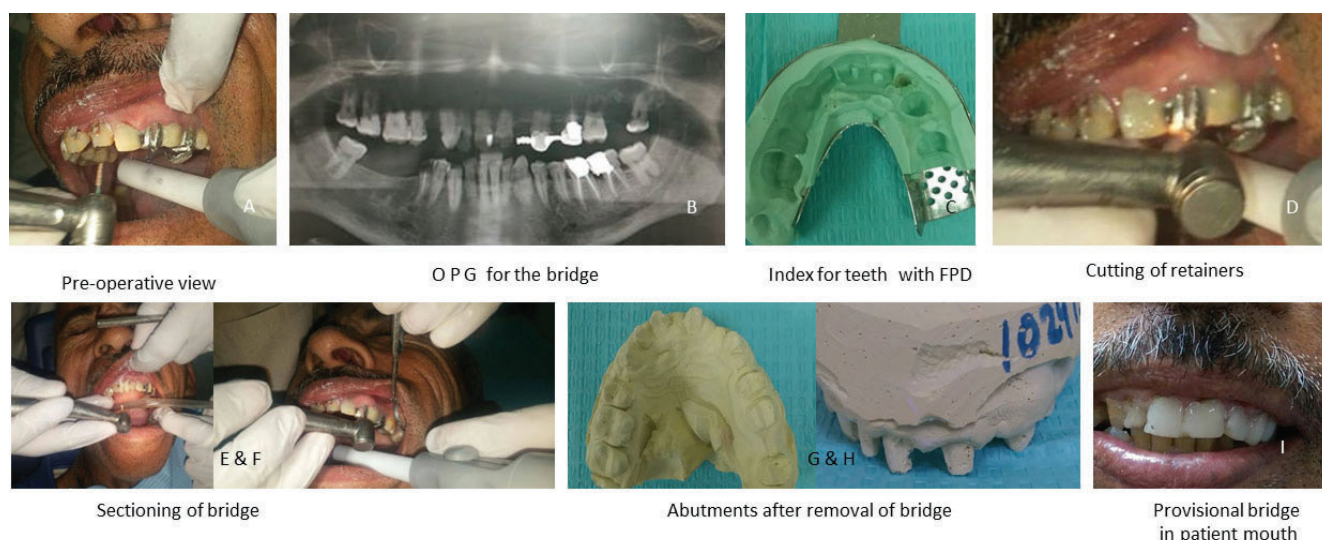 A
B
C
D
Pre-operative view
O P G for the bridge
Index for teeth with FPD
Cutting of retainers
E & F
G & H
1024
I
Sectioning of bridge
Abutments after removal of bridge
Provisional bridge
in patient mouth